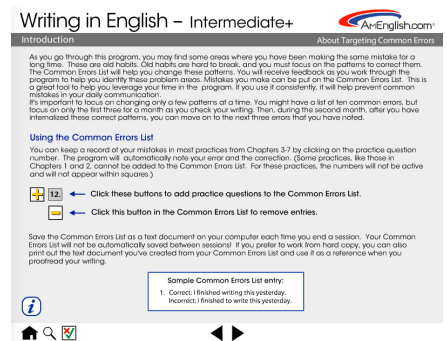 Writing in English – Intermediate+
AMEnglish.com®
Introduction
About Targeting Common Errors
As you go through this program, you may find some areas where you have been making the same mistake for a
long time. These are old habits. Old habits are hard to break, and you must focus on the patterns to correct them.
The Common Errors List will help you change these patterns. You will receive feedback as you work through the
program to help you identify these problem areas. Mistakes you make can be put on the Common Errors List. This is
a great tool to help you leverage your time in the program. If you use it consistently, it will help prevent common
mistakes in your daily communication.
It's important to focus on changing only a few patterns at a time. You might have a list of ten common errors, but
focus on only the first three for a month as you check your writing. Then, during the second month, after you have
internalized these correct patterns, you can move on to the next three errors that you have noted.
Using the Common Errors List
You can keep a record of your mistakes in most practices from Chapters 3-7 by clicking on the practice question
number. The program will automatically note your error and the correction. (Some practices, like those in
Chapters 1 and 2, cannot be added to the Common Errors List. For these practices, the numbers will not be active
and will not appear within squares.)
12. Click these buttons to add practice questions to the Common Errors List.
Click this button in the Common Errors List to remove entries.
Save the Common Errors List as a text document on your computer each time you end a session. Your Common
Errors List will not be automatically saved between sessions! If you prefer to work from hard copy, you can also
print out the text document you've created from your Common Errors List and use it as a reference when you
proofread your writing.
Sample Common Errors List entry:
1. Correct: I finished writing this yesterday.
Incorrect: I finished to write this yesterday.
i